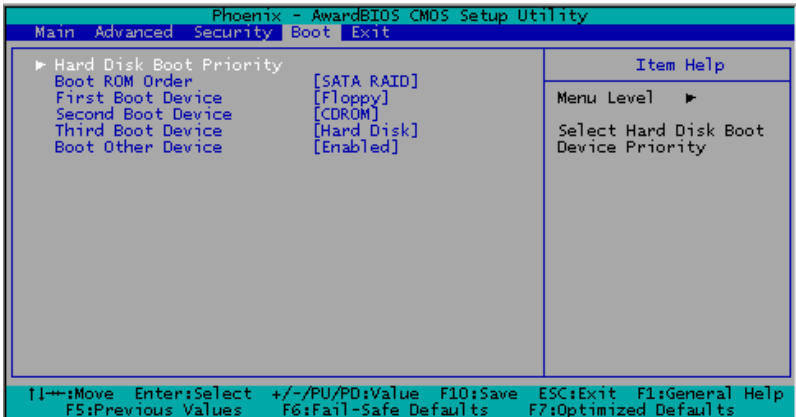 Phoenix - AwardBIOS CMOS Setup Utility
Main Advanced Security Boot Exit
▶ Hard Disk Boot Priority
Boot ROM Order [SATA RAID]
First Boot Device [Floppy]
Second Boot Device [CDROM]
Third Boot Device [Hard Disk]
Boot Other Device [Enabled]
Item Help
Menu Level ▶
Select Hard Disk Boot
Device Priority
↑↓←→:Move Enter:Select +/-/PU/PD:Value F10:Save ESC:Exit F1:General Help
F5:Previous Values F6:Fail-Safe Defaults F7:Optimized Defaults